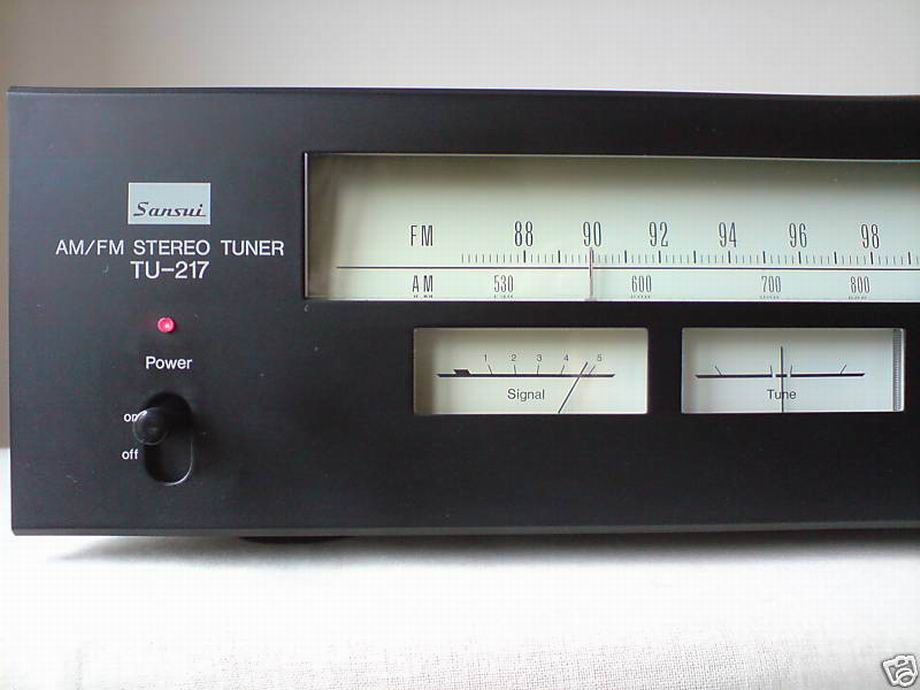 Sansui
AM/FM STEREO TUNER
TU-217
FM 88 90 92 94 96 98
AM 530 600 700 800
Power
on
off
1 2 3 4 5
Signal
Tune